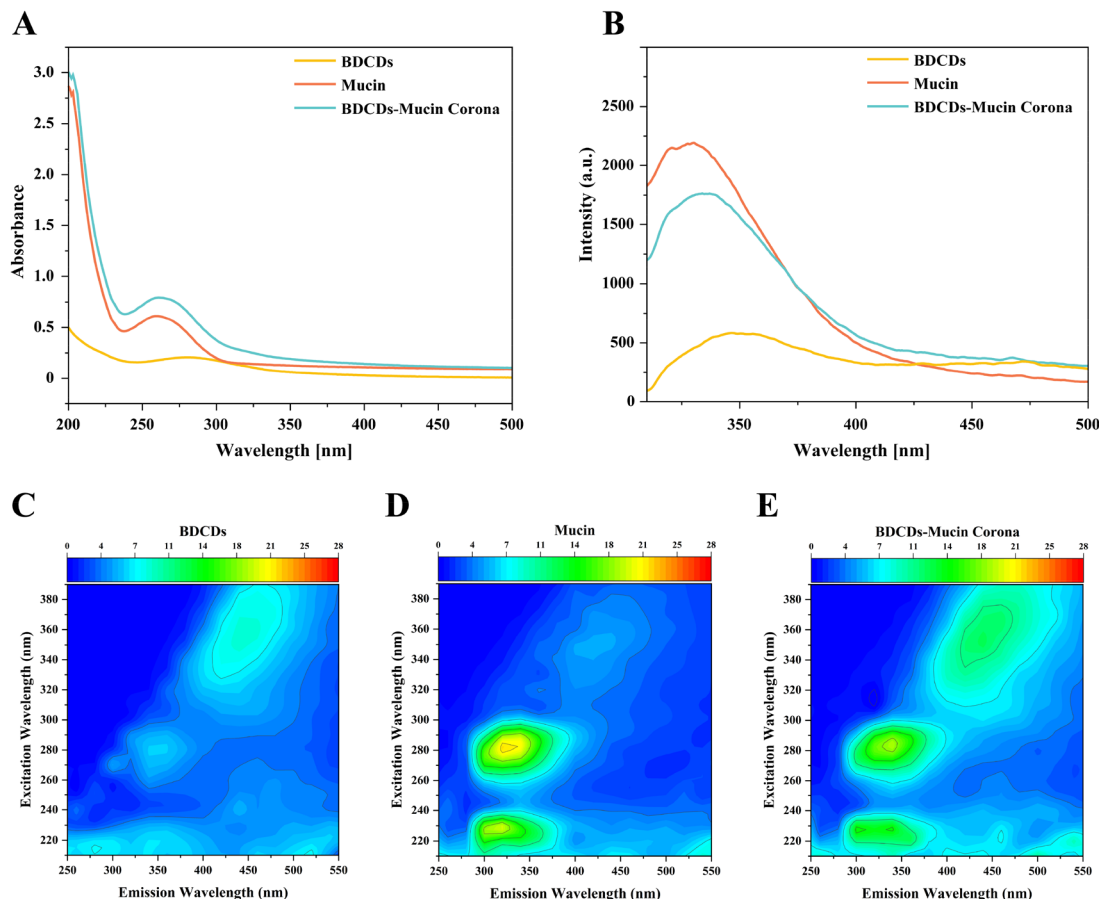 A
BDCDs
Mucin
BDCDs-Mucin Corona
3.0
2.5
2.0
1.5
1.0
0.5
0
Absorbance
200 250 300 350 400 450 500
Wavelength [nm]
B
BDCDs
Mucin
BDCDs-Mucin Corona
2500
2000
1500
1000
500
0
Intensity (a.u.)
350 400 450 500
Wavelength [nm]
C
BDCDs
0 4 7 11 14 18 21 25 28
380
360
340
320
300
280
260
240
220
Excitation Wavelength (nm)
250 300 350 400 450 500 550
Emission Wavelength (nm)
D
Mucin
0 4 7 11 14 18 21 25 28
380
360
340
320
300
280
260
240
220
Excitation Wavelength (nm)
250 300 350 400 450 500 550
Emission Wavelength (nm)
E
BDCDs-Mucin Corona
0 4 7 11 14 18 21 25 28
380
360
340
320
300
280
260
240
220
Excitation Wavelength (nm)
250 300 350 400 450 500 550
Emission Wavelength (nm)